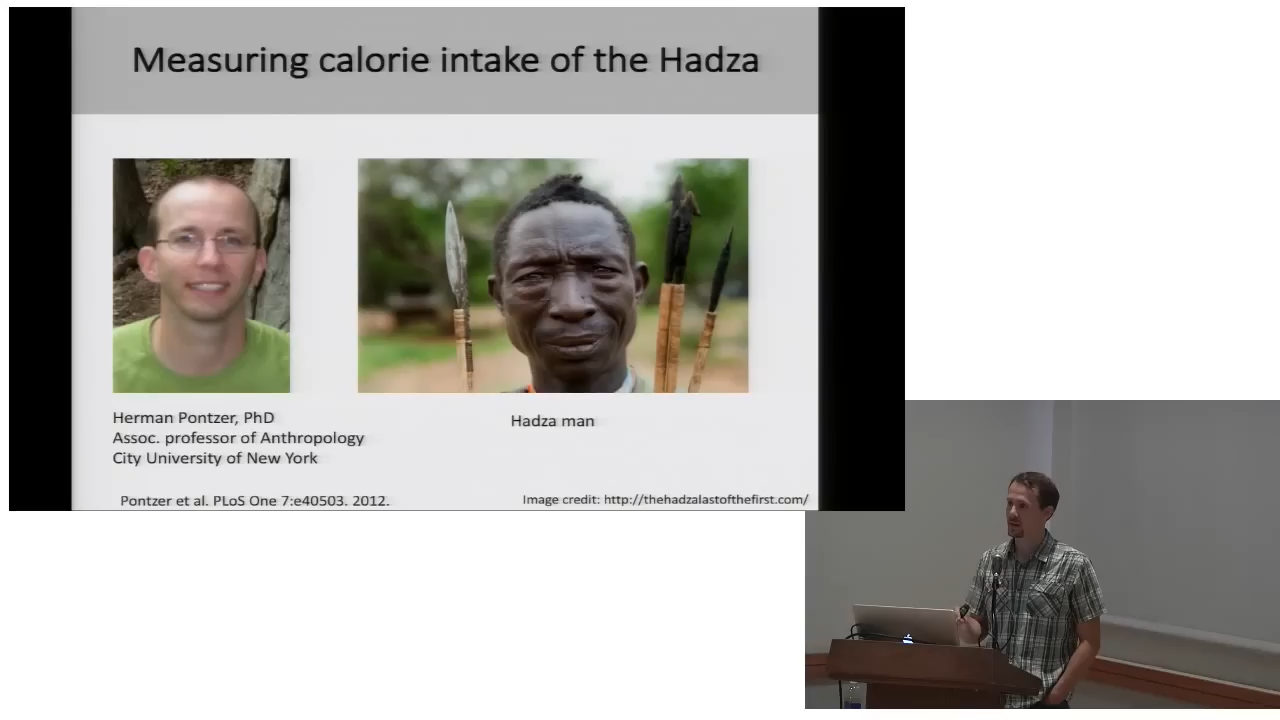 Measuring calorie intake of the Hadza
Herman Pontzer, PhD
Assoc. professor of Anthropology
City University of New York
Hadza man
Pontzer et al. PLoS One 7:e40503. 2012.
Image credit: http://thehadzalastofthefirst.com/